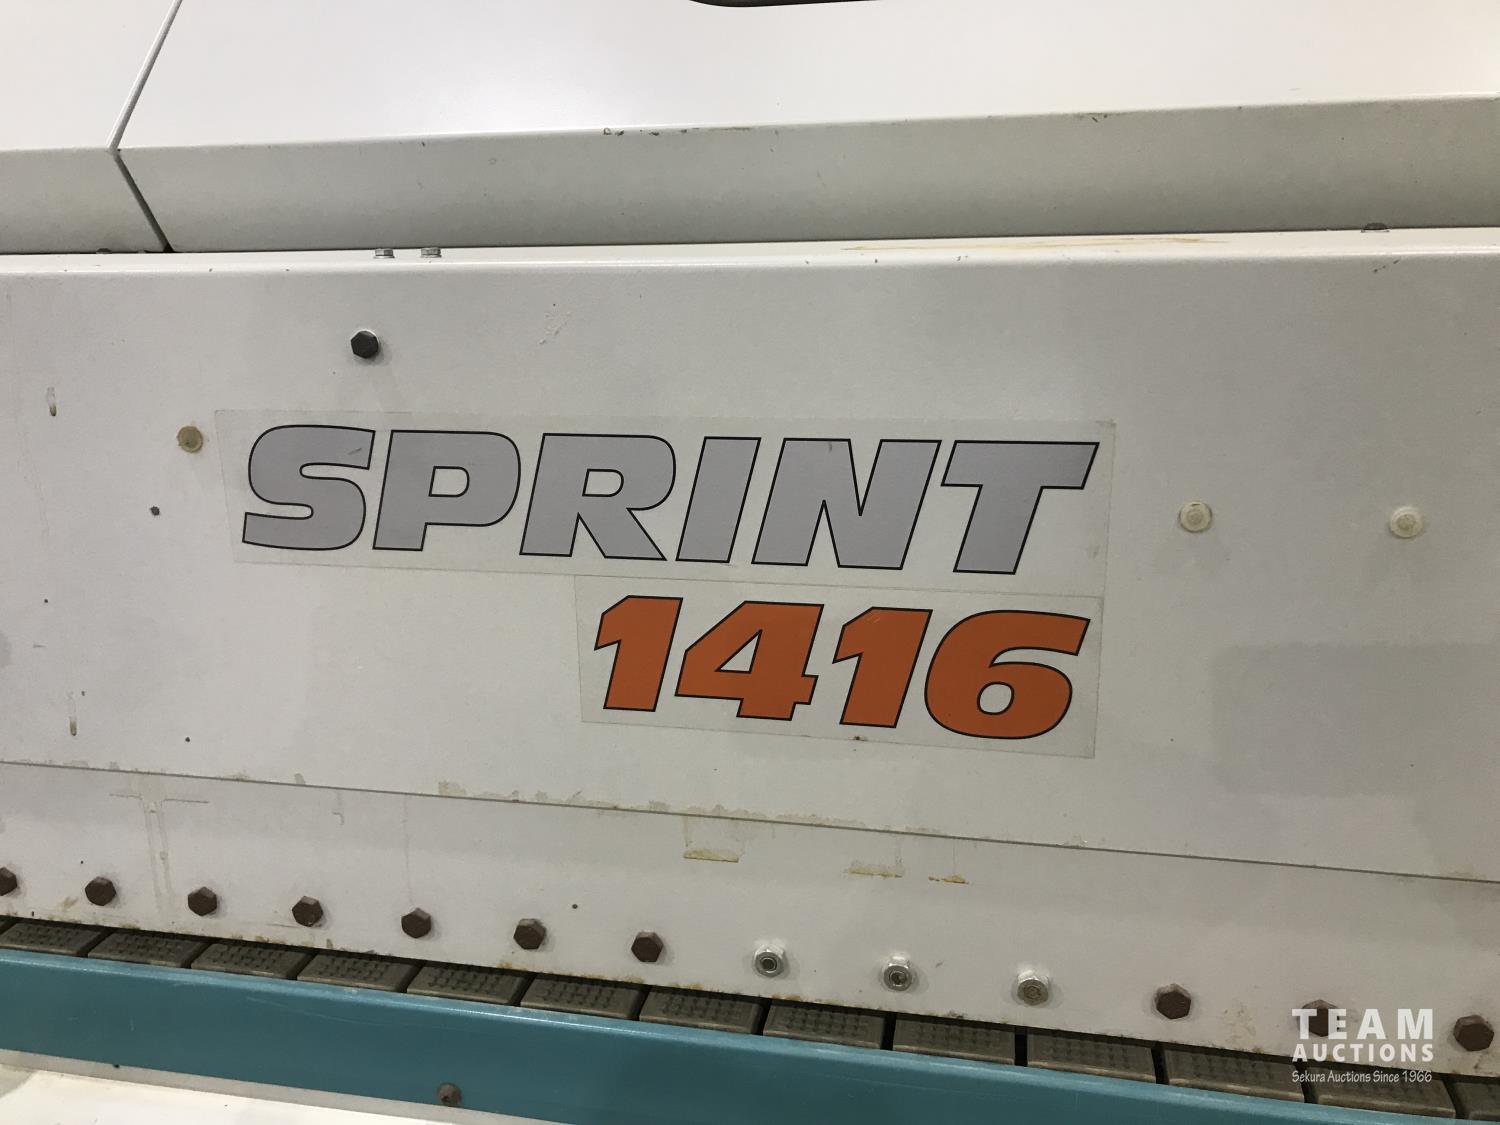 SPRINT
1416
TEAM
AUCTIONS
Sekura Auctions Since 1966